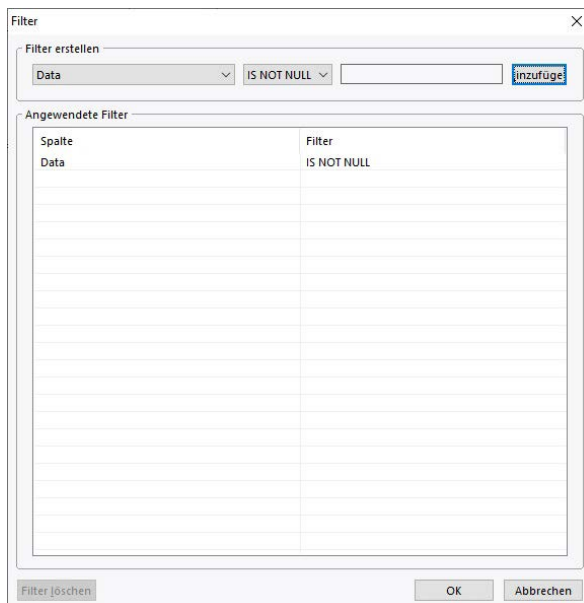 Filter
Filter erstellen
Data IS NOT NULL inzufüge
Angewendete Filter
Spalte Filter
Data IS NOT NULL
Filter löschen OK Abbrechen